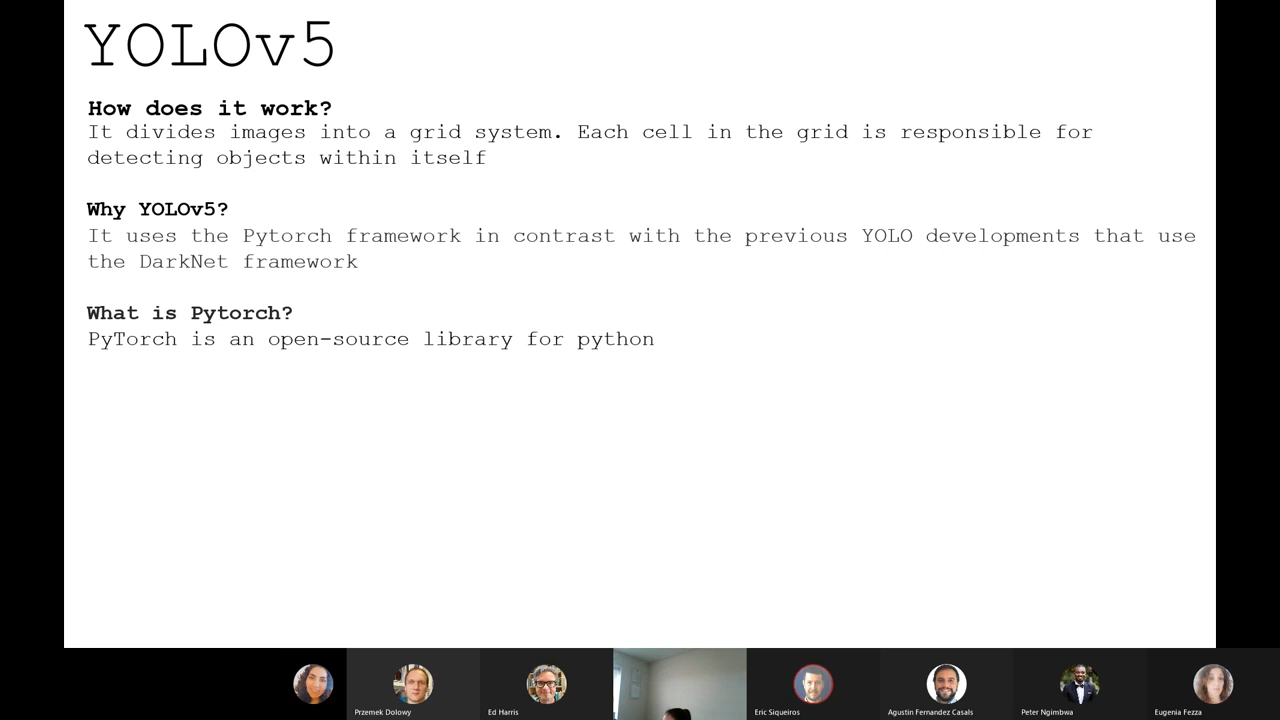 YOLOv5
How does it work?
It divides images into a grid system. Each cell in the grid is responsible for
detecting objects within itself
Why YOLOv5?
It uses the Pytorch framework in contrast with the previous YOLO developments that use
the DarkNet framework
What is Pytorch?
PyTorch is an open-source library for python
Przemek Dolowy
Ed Harris
Eric Siqueiros
Agustin Fernandez Casals
Peter Ngimbwa
Eugenia Fezza